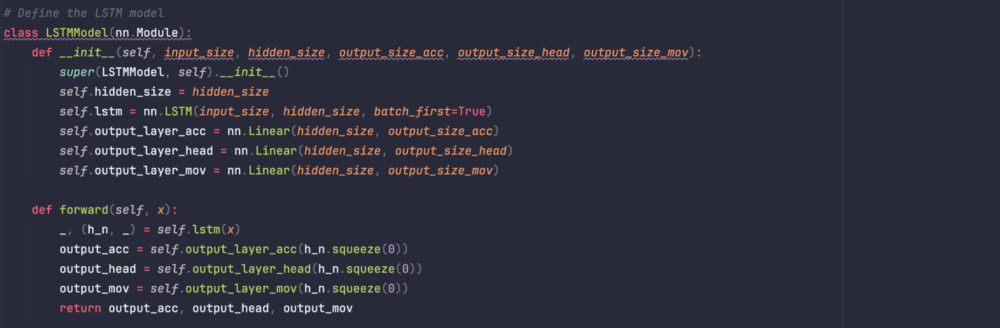 # Define the LSTM model
class LSTMModel(nn.Module):
    def __init__(self, input_size, hidden_size, output_size_acc, output_size_head, output_size_mov):
        super(LSTMModel, self).__init__()
        self.hidden_size = hidden_size
        self.lstm = nn.LSTM(input_size, hidden_size, batch_first=True)
        self.output_layer_acc = nn.Linear(hidden_size, output_size_acc)
        self.output_layer_head = nn.Linear(hidden_size, output_size_head)
        self.output_layer_mov = nn.Linear(hidden_size, output_size_mov)

    def forward(self, x):
        _, (h_n, _) = self.lstm(x)
        output_acc = self.output_layer_acc(h_n.squeeze(0))
        output_head = self.output_layer_head(h_n.squeeze(0))
        output_mov = self.output_layer_mov(h_n.squeeze(0))
        return output_acc, output_head, output_mov